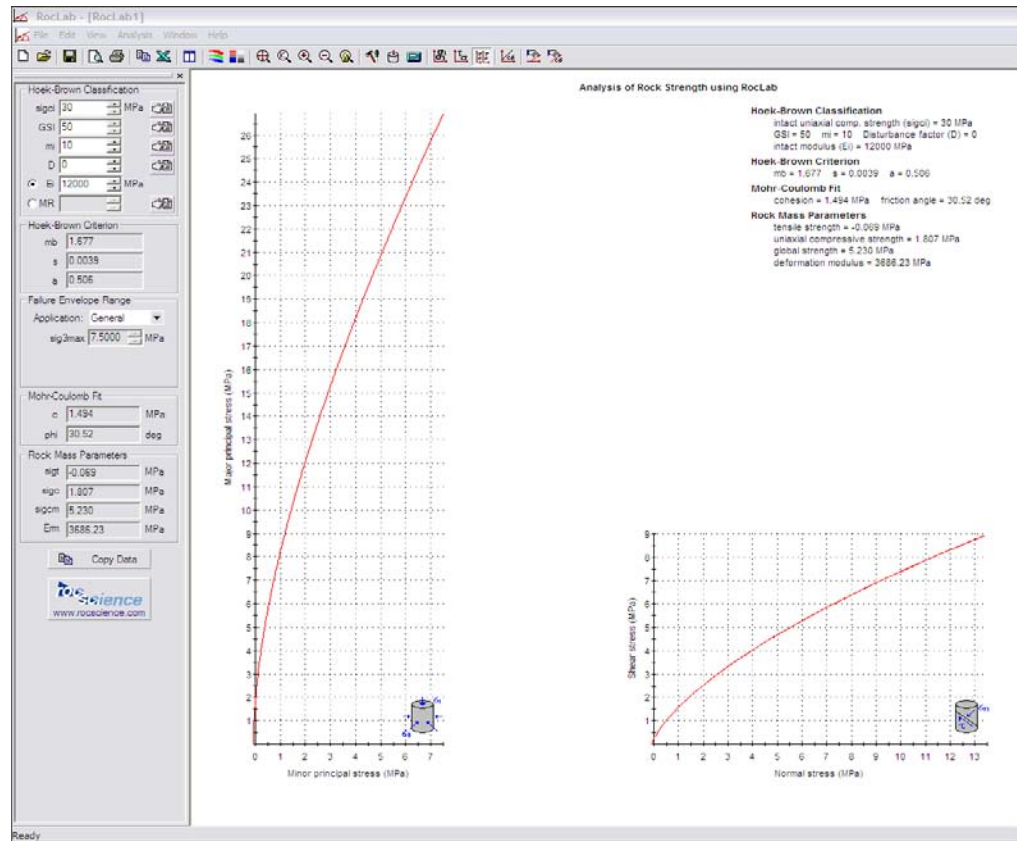 RocLab - [RocLab1]
File Edit View Analysis Window Help
Hoek-Brown Classification
sigci 30 MPa
GSI 50
mi 10
D 0
Ei 12000 MPa
MR
Hoek-Brown Criterion
mb 1.677
s 0.0039
a 0.506
Failure Envelope Range
Application: General
sig3max 7.5000 MPa
Mohr-Coulomb Fit
c 1.494 MPa
phi 30.52 deg
Rock Mass Parameters
sigt -0.069 MPa
sigc 1.807 MPa
sigcm 5.230 MPa
Erm 3686.23 MPa
Copy Data
rocscience
www.rocscience.com
Analysis of Rock Strength using RocLab
Hoek-Brown Classification
intact uniaxial comp. strength (sigci) = 30 MPa
GSI = 50 mi = 10 Disturbance factor (D) = 0
intact modulus (Ei) = 12000 MPa
Hoek-Brown Criterion
mb = 1.677 s = 0.0039 a = 0.506
Mohr-Coulomb Fit
cohesion = 1.494 MPa friction angle = 30.52 deg
Rock Mass Parameters
tensile strength = -0.069 MPa
uniaxial compressive strength = 1.807 MPa
global strength = 5.230 MPa
deformation modulus = 3686.23 MPa
Major principal stress (MPa)
26
25
24
23
22
21
20
19
18
17
16
15
14
13
12
11
10
9
8
7
6
5
4
3
2
1
0 1 2 3 4 5 6 7
Minor principal stress (MPa)
Shear stress (MPa)
9
8
7
6
5
4
3
2
1
0 1 2 3 4 5 6 7 8 9 10 11 12 13
Normal stress (MPa)
Ready